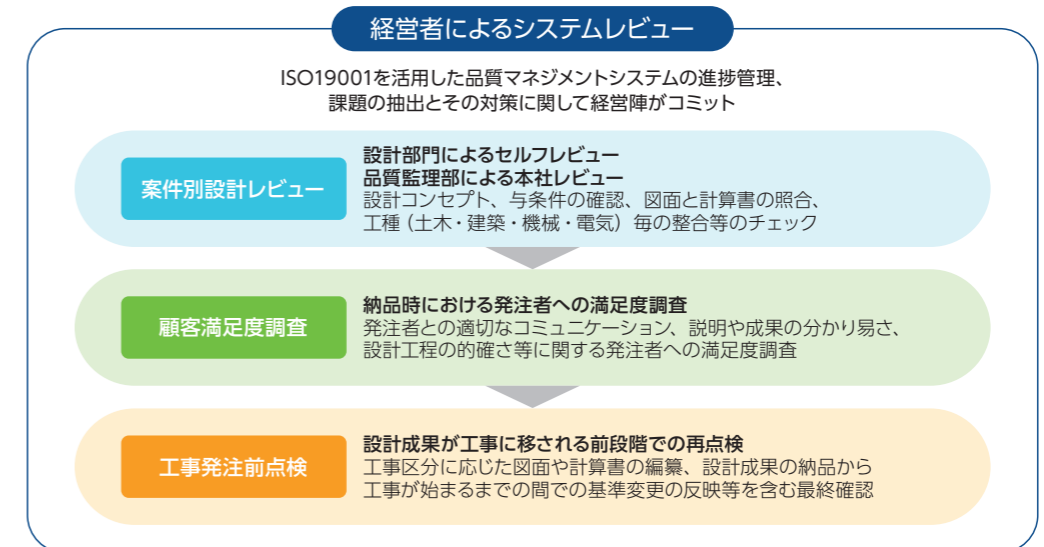 経営者によるシステムレビュー
ISO19001を活用した品質マネジメントシステムの進捗管理、
課題の抽出とその対策に関して経営陣がコミット
案件別設計レビュー
設計部門によるセルフレビュー
品質監理部による本社レビュー
設計コンセプト、与条件の確認、図面と計算書の照合、
工種（土木・建築・機械・電気）毎の整合等のチェック
顧客満足度調査
納品時における発注者への満足度調査
発注者との適切なコミュニケーション、説明や成果の分かり易さ、
設計工程の的確さ等に関する発注者への満足度調査
工事発注前点検
設計成果が工事に移される前段階での再点検
工事区分に応じた図面や計算書の編纂、設計成果の納品から
工事が始まるまでの間での基準変更の反映等を含む最終確認